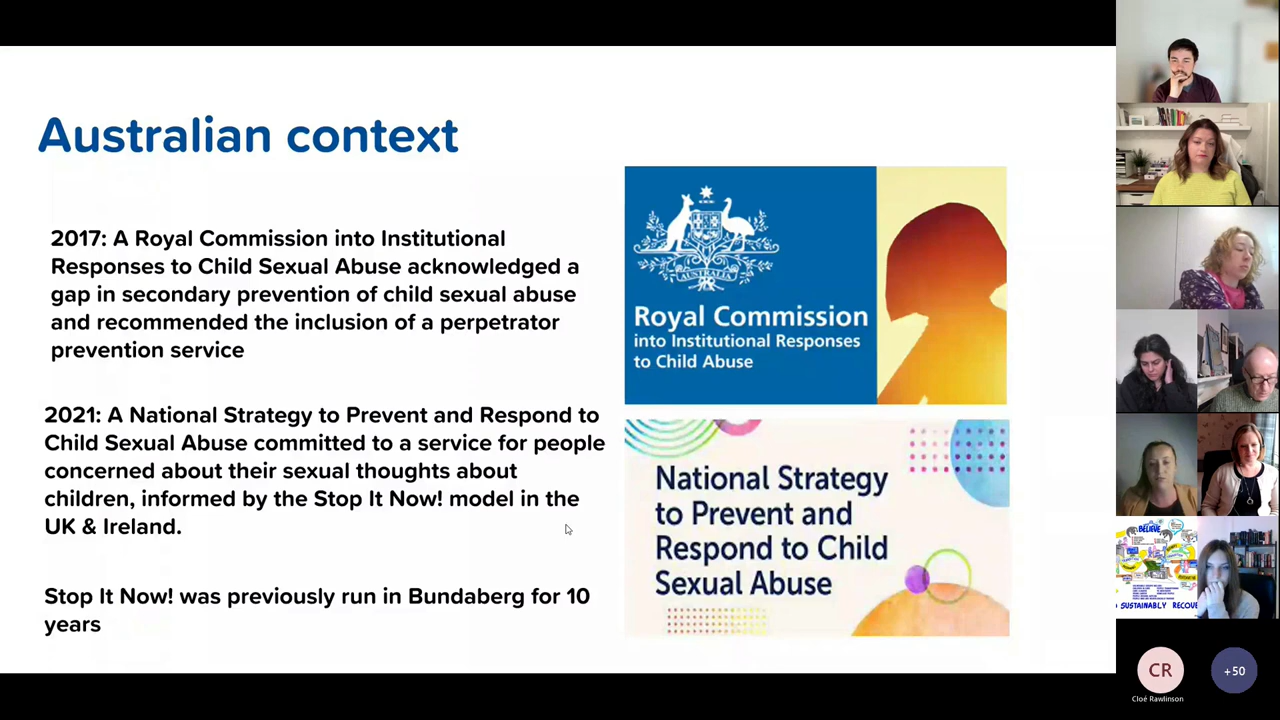 Australian context
2017: A Royal Commission into Institutional
Responses to Child Sexual Abuse acknowledged a
gap in secondary prevention of child sexual abuse
and recommended the inclusion of a perpetrator
prevention service
2021: A National Strategy to Prevent and Respond to
Child Sexual Abuse committed to a service for people
concerned about their sexual thoughts about
children, informed by the Stop It Now! model in the
UK & Ireland.
Stop It Now! was previously run in Bundaberg for 10
years
AUSTRALIA
Royal Commission
into Institutional Responses
to Child Abuse
National Strategy
to Prevent and
Respond to Child
Sexual Abuse
BELIEVE
SUSTAINABLY RECOVE
CR
Cloé Rawlinson
+50